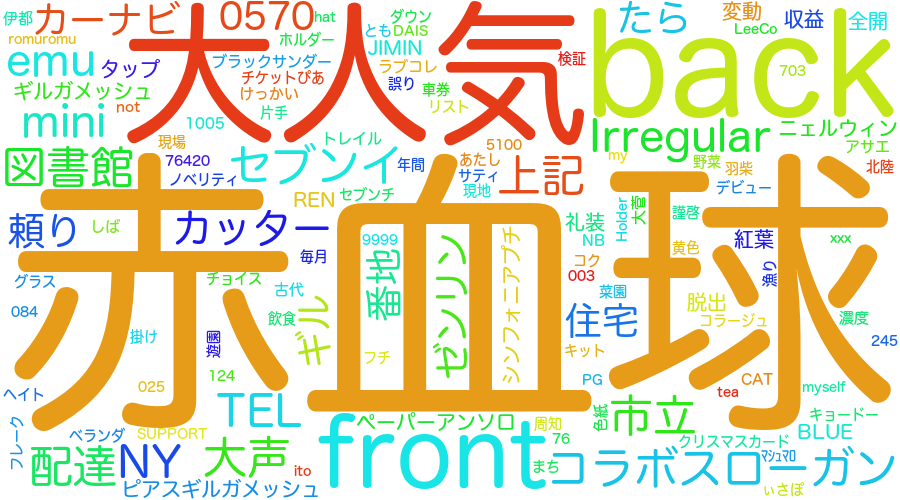 伊都
カーナビ
0570
hat
ダウン
たら
変動
収益
全開
romuromu
大人気
ホルダー
とも
DAIS
JIMIN
LeeCo
back
emu
タップ
ブラックサンダー
ラブコレ
検証
チケットぴあ
誤り
車券
703
ギルガメッシュ
けっかい
リスト
mini
not
1005
片手
Irregular
ニェルウィン
現場
トレイル
5100
my
アサエ
図書館
76420
セブンイ
年間
あたし
上記
野菜
羽柴
北陸
ノベリティ
サティ
現地
デビュー
REN
セブンチ
頼り
しば
カッター
礼装
NB
Holder
大菅
謹啓
赤血球
9999
毎月
番地
ゼンリン
シンフォニアプチ
黄色
紅葉
xxx
グラス
チョイス
コク
003
漁り
084
古代
菜園
脱出
飲食
ギル
住宅
コラージュ
濃度
掛け
遊園
フチ
キット
245
025
124
PG
CAT
tea
myself
ヘイト
TEL
ペーパーアンソロ
周知
色紙
市立
キョードー
ベランダ
SUPPORT
front
76
クリスマスカード
BLUE
フレーク
配達
NY
大声
ito
まち
コラボスローガン
ﾏｼｭﾏﾛ
ピアスギルガメッシュ
ぃさぽ